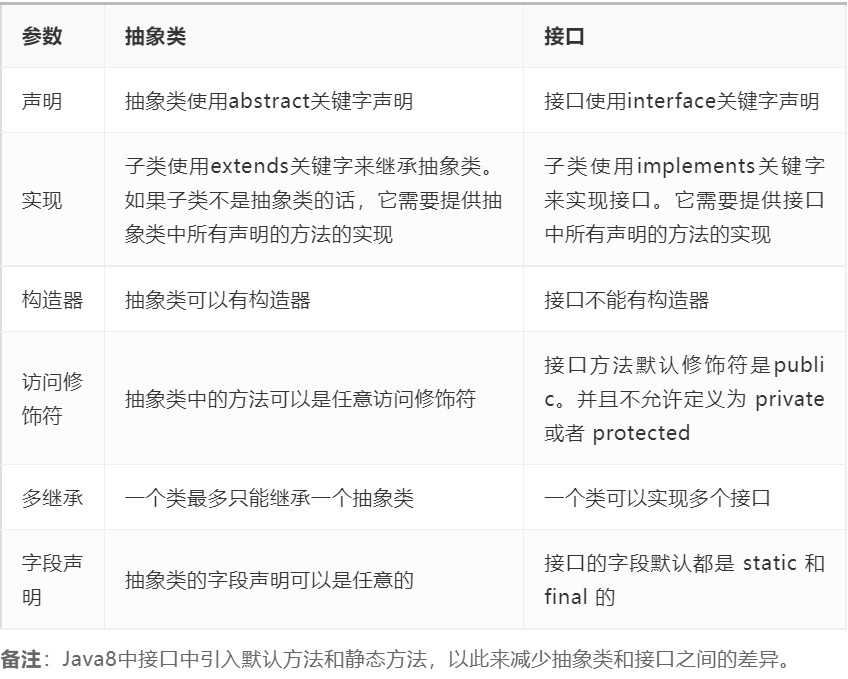 参数 抽象类 接口
声明 抽象类使用abstract关键字声明 接口使用interface关键字声明
实现
子类使用extends关键字来继承抽象类。
如果子类不是抽象类的话，它需要提供抽
象类中所有声明的方法的实现
子类使用implements关键字
来实现接口。它需要提供接口
中所有声明的方法的实现
构造器 抽象类可以有构造器 接口不能有构造器
访问修
饰符
抽象类中的方法可以是任意访问修饰符
接口方法默认修饰符是publi
c。并且不允许定义为 private
或者 protected
多继承 一个类最多只能继承一个抽象类 一个类可以实现多个接口
字段声
明
抽象类的字段声明可以是任意的
接口的字段默认都是 static 和
final 的
备注：Java8中接口中引入默认方法和静态方法，以此来减少抽象类和接口之间的差异。